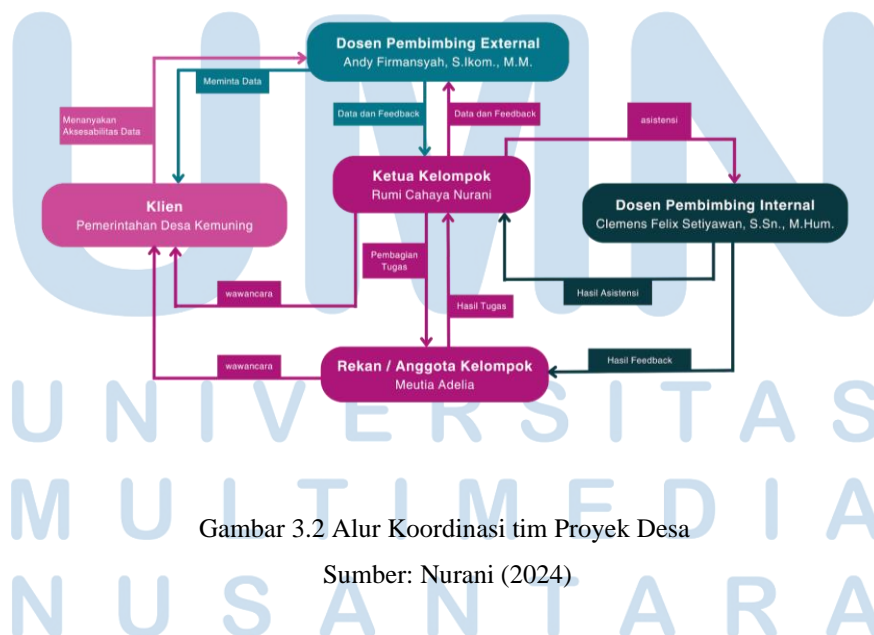 Dosen Pembimbing External
Andy Firmansyah, S.Ikom., M.M.
Meminta Data
Menanyakan
Aksesabilitas Data
Data dan Feedback
Data dan Feedback
asistensi
Ketua Kelompok
Rumi Cahaya Nurani
Klien
Pemerintahan Desa Kemuning
Dosen Pembimbing Internal
Clemens Felix Setiyawan, S.Sn., M.Hum.
Pembagian
Tugas
wawancara
Hasil Tugas
Hasil Asistensi
wawancara
Rekan / Anggota Kelompok
Meutia Adelia
Hasil Feedback
UMN
UNIVERSITAS
MULTIMEDIA
NUSANTARA
Gambar 3.2 Alur Koordinasi tim Proyek Desa
Sumber: Nurani (2024)